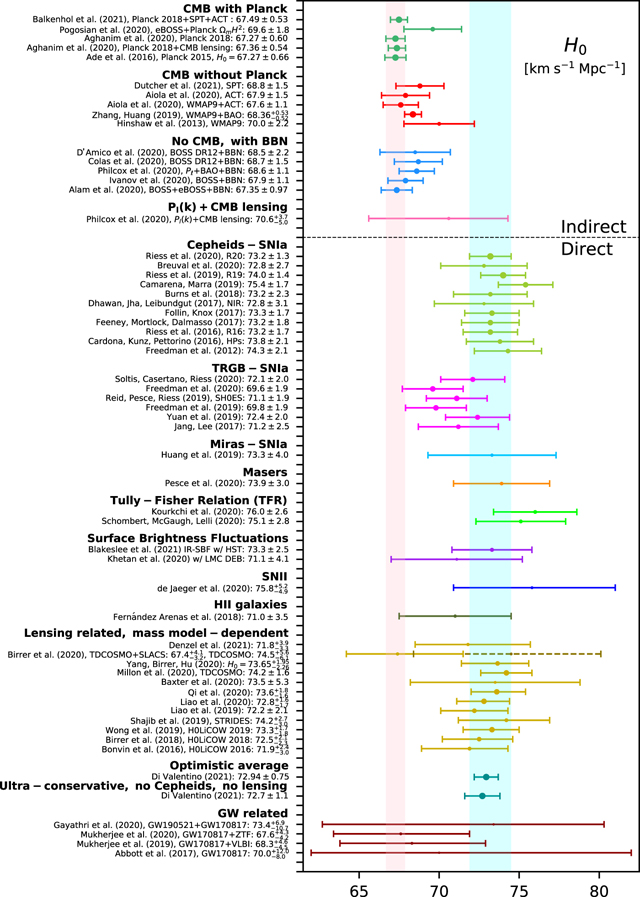 CMB with Planck
Balkenhol et al. (2021), Planck 2018+SPT+ACT : 67.49 ± 0.53
Pogosian et al. (2020), eBOSS+Planck Ω_mH²: 69.6 ± 1.8
Aghanim et al. (2020), Planck 2018: 67.27 ± 0.60
Aghanim et al. (2020), Planck 2018+CMB lensing: 67.36 ± 0.54
Ade et al. (2016), Planck 2015, H₀ = 67.27 ± 0.66
H₀
[km s⁻¹ Mpc⁻¹]
CMB without Planck
Dutcher et al. (2021), SPT: 68.8 ± 1.5
Aiola et al. (2020), ACT: 67.9 ± 1.5
Aiola et al. (2020), WMAP9+ACT: 67.6 ± 1.1
Zhang, Huang (2019), WMAP9+BAO: 68.36+0.53−0.52
Hinshaw et al. (2013), WMAP9: 70.0 ± 2.2
No CMB, with BBN
D'Amico et al. (2020), BOSS DR12+BBN: 68.5 ± 2.2
Colas et al. (2020), BOSS DR12+BBN: 68.7 ± 1.5
Philcox et al. (2020), P_ℓ+BAO+BBN: 68.6 ± 1.1
Ivanov et al. (2020), BOSS+BBN: 67.9 ± 1.1
Alam et al. (2020), BOSS+eBOSS+BBN: 67.35 ± 0.97
P_l(k) + CMB lensing
Philcox et al. (2020), P_l(k)+CMB lensing: 70.6+3.7−5.0
Indirect
Direct
Cepheids − SNIa
Riess et al. (2020), R20: 73.2 ± 1.3
Breuval et al. (2020): 72.8 ± 2.7
Riess et al. (2019), R19: 74.0 ± 1.4
Camarena, Marra (2019): 75.4 ± 1.7
Burns et al. (2018): 73.2 ± 2.3
Dhawan, Jha, Leibundgut (2017), NIR: 72.8 ± 3.1
Follin, Knox (2017): 73.3 ± 1.7
Feeney, Mortlock, Dalmasso (2017): 73.2 ± 1.8
Riess et al. (2016), R16: 73.2 ± 1.7
Cardona, Kunz, Pettorino (2016), HPs: 73.8 ± 2.1
Freedman et al. (2012): 74.3 ± 2.1
TRGB − SNIa
Soltis, Casertano, Riess (2020): 72.1 ± 2.0
Freedman et al. (2020): 69.6 ± 1.9
Reid, Pesce, Riess (2019), SH0ES: 71.1 ± 1.9
Freedman et al. (2019): 69.8 ± 1.9
Yuan et al. (2019): 72.4 ± 2.0
Jang, Lee (2017): 71.2 ± 2.5
Miras − SNIa
Huang et al. (2019): 73.3 ± 4.0
Masers
Pesce et al. (2020): 73.9 ± 3.0
Tully − Fisher Relation (TFR)
Kourkchi et al. (2020): 76.0 ± 2.6
Schombert, McGaugh, Lelli (2020): 75.1 ± 2.8
Surface Brightness Fluctuations
Blakeslee et al. (2021) IR-SBF w/ HST: 73.3 ± 2.5
Khetan et al. (2020) w/ LMC DEB: 71.1 ± 4.1
SNII
de Jaeger et al. (2020): 75.8+5.2−4.9
HII galaxies
Fernández Arenas et al. (2018): 71.0 ± 3.5
Lensing related, mass model − dependent
Denzel et al. (2021): 71.8+3.9−3.3
Birrer et al. (2020), TDCOSMO+SLACS: 67.4+4.1−3.2, TDCOSMO: 74.5+5.6−6.1
Yang, Birrer, Hu (2020): H₀ = 73.65+1.95−2.26
Millon et al. (2020), TDCOSMO: 74.2 ± 1.6
Baxter et al. (2020): 73.5 ± 5.3
Qi et al. (2020): 73.6+1.8−1.6
Liao et al. (2020): 72.8+1.6−1.7
Liao et al. (2019): 72.2 ± 2.1
Shajib et al. (2019), STRIDES: 74.2+2.7−3.0
Wong et al. (2019), H0LiCOW 2019: 73.3+1.7−1.8
Birrer et al. (2018), H0LiCOW 2018: 72.5+2.1−2.3
Bonvin et al. (2016), H0LiCOW 2016: 71.9+2.4−3.0
Optimistic average
Di Valentino (2021): 72.94 ± 0.75
Ultra − conservative, no Cepheids, no lensing
Di Valentino (2021): 72.7 ± 1.1
GW related
Gayathri et al. (2020), GW190521+GW170817: 73.4+6.9−10.7
Mukherjee et al. (2020), GW170817+ZTF: 67.6+4.3−4.2
Mukherjee et al. (2019), GW170817+VLBI: 68.3+4.6−4.5
Abbott et al. (2017), GW170817: 70.0+12.0−8.0
65 70 75 80